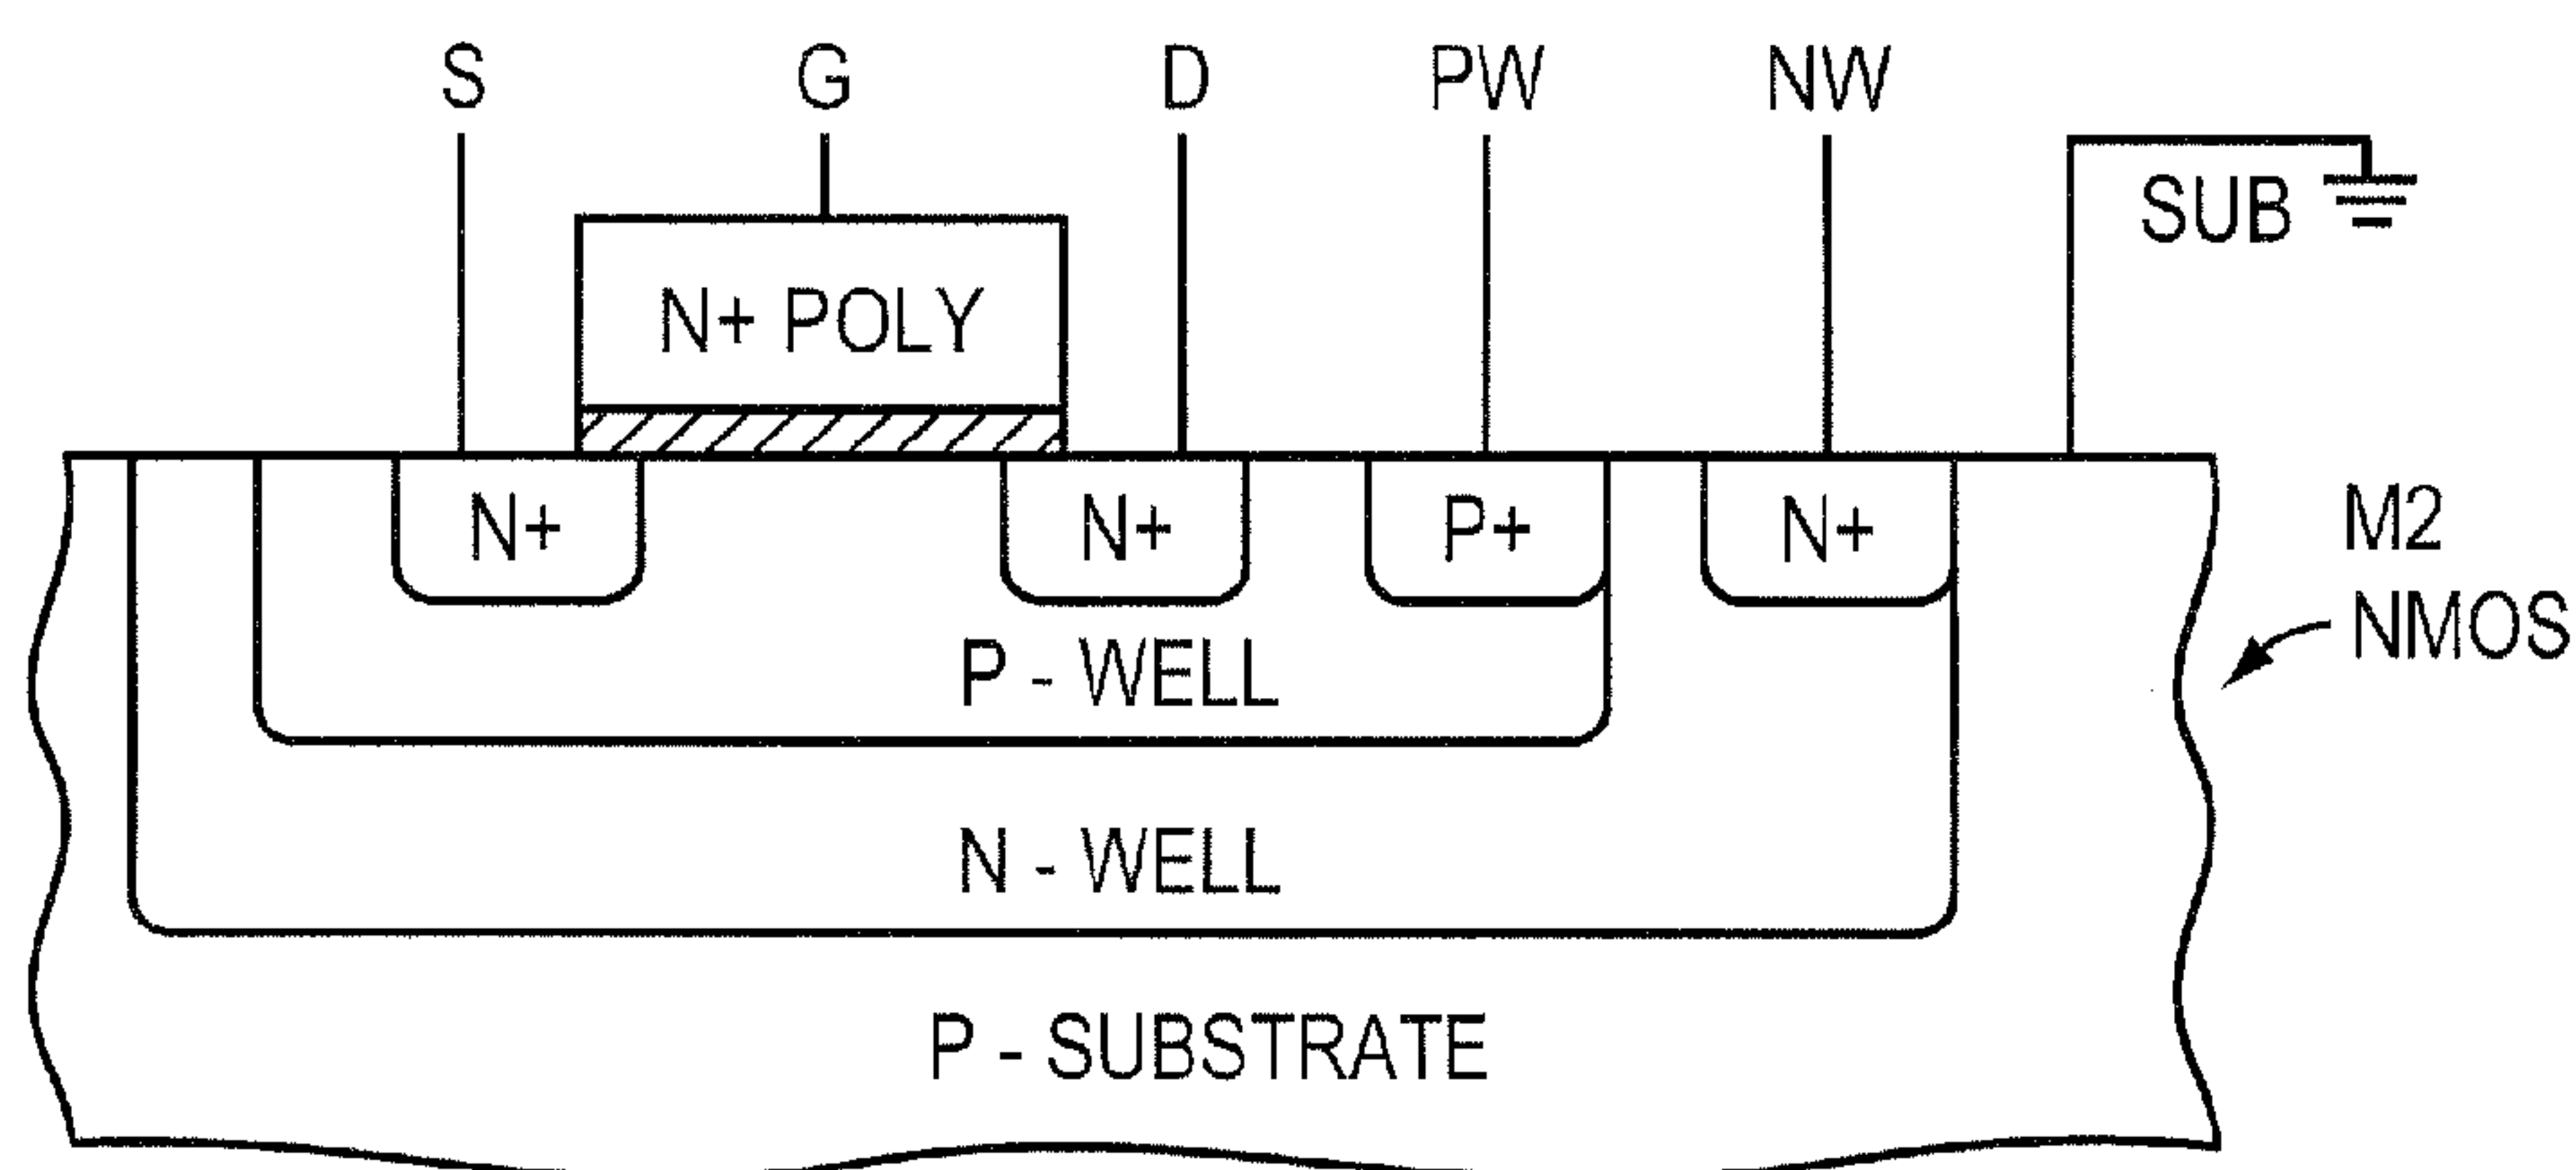 S G D PW NW
SUB
N+ POLY
N+ N+ P+ N+
M2
NMOS
P - WELL
N - WELL
P - SUBSTRATE